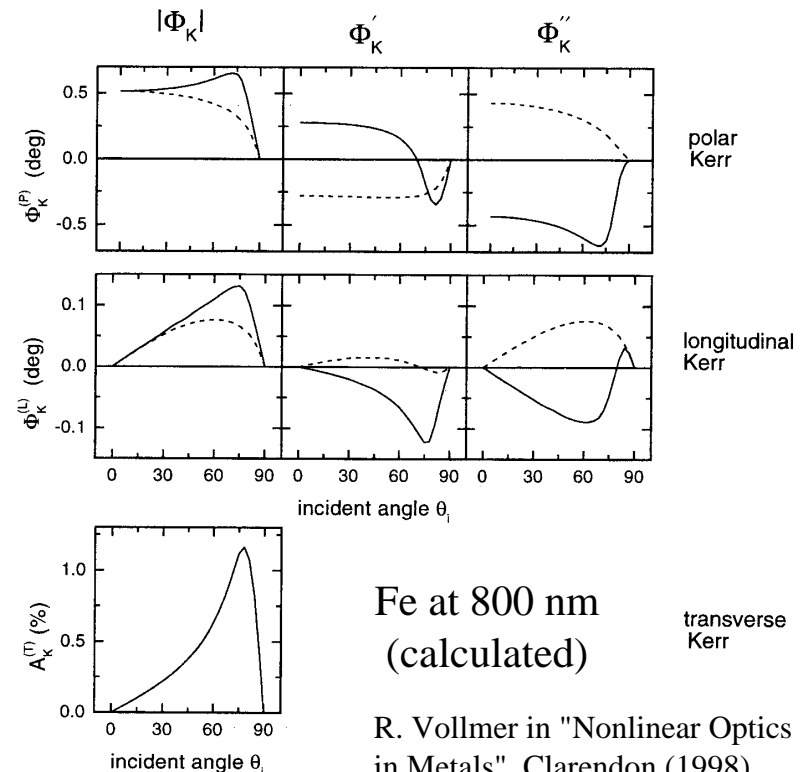 |Φ_K|
Φ_K′
Φ_K″
0.5
0.0
-0.5
Φ_K^(P) (deg)
polar
Kerr
0.1
0.0
-0.1
Φ_K^(L) (deg)
longitudinal
Kerr
0 30 60 90 0 30 60 90 0 30 60 90
incident angle θ_i
1.0
0.5
0.0
A_K^(T) (%)
0 30 60 90
incident angle θ_i
Fe at 800 nm
(calculated)
transverse
Kerr
R. Vollmer in "Nonlinear Optics
in Metals", Clarendon (1998)